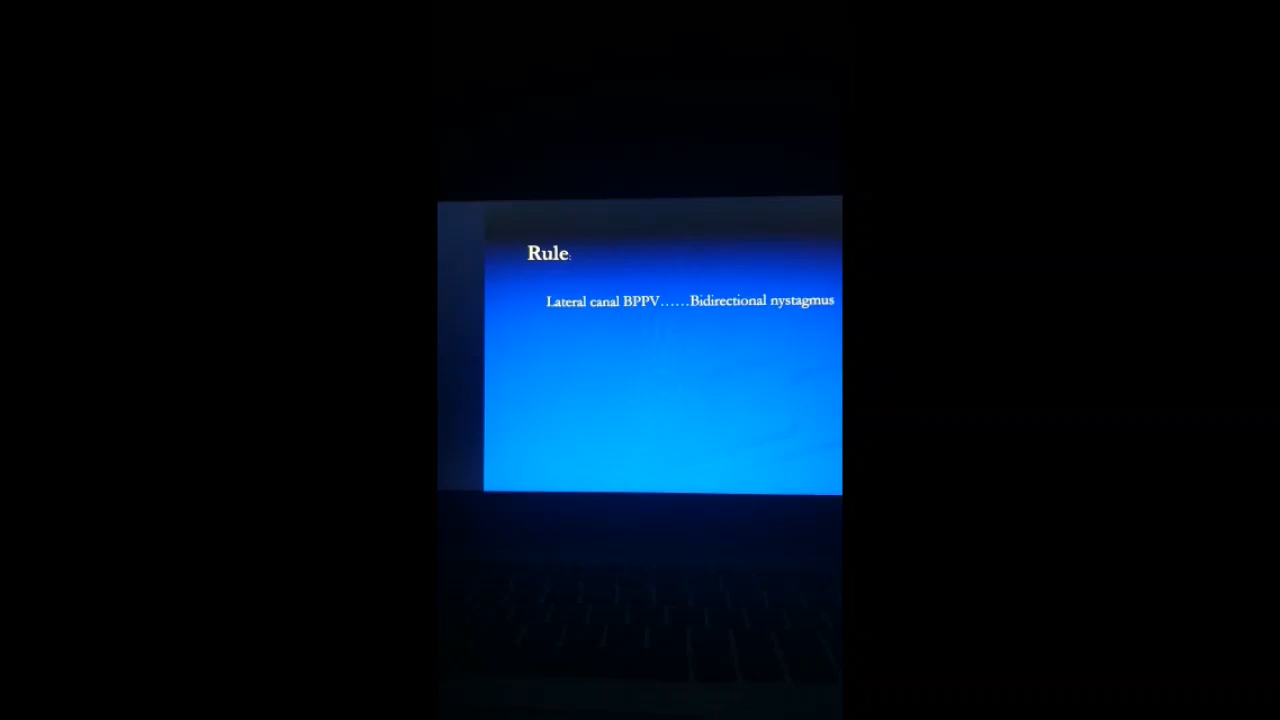 Rule:
Lateral canal BPPV......Bidirectional nystagmus